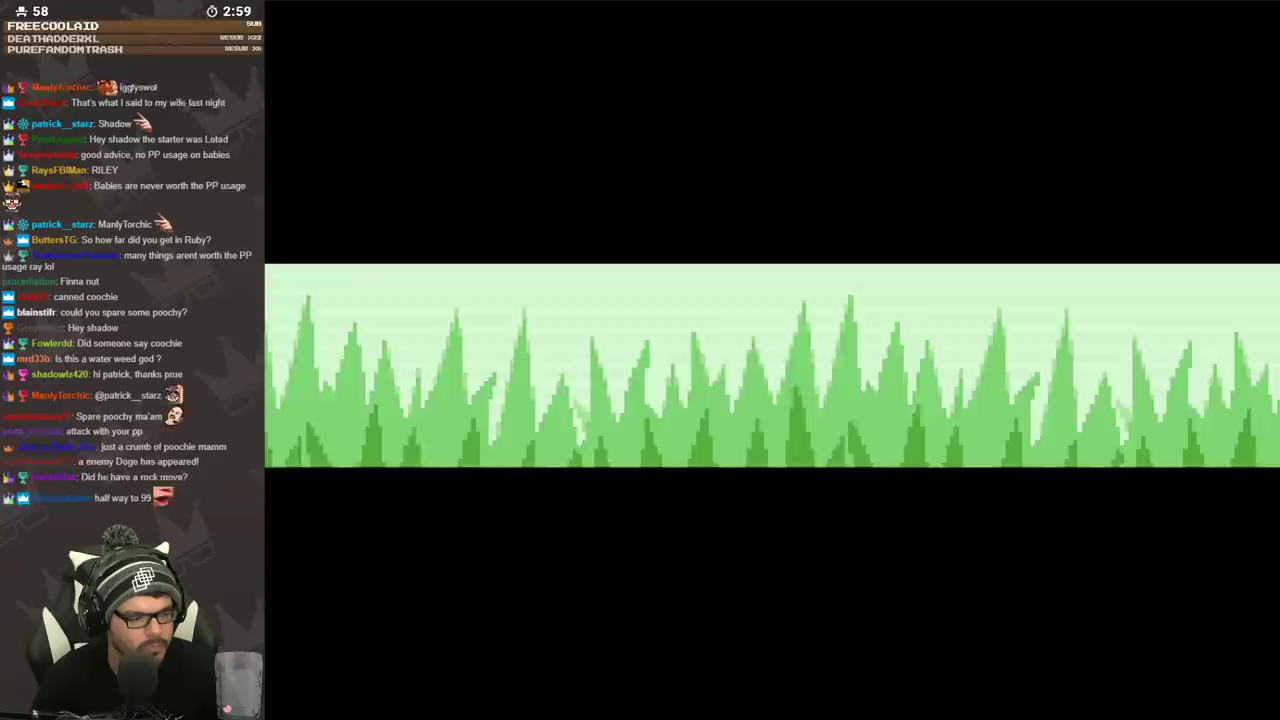 58
2:59
FREECOOLAID
SUB
DEATHADDERXL
RESUB X22
PUREFANDOMTRASH
RESUB X6
ManlyTorchic: igglyswol
: That's what I said to my wife last night
patrick__starz: Shadow
: Hey shadow the starter was Lotad
: good advice, no PP usage on babies
RaysFBIMan: RILEY
: Babies are never worth the PP usage
patrick__starz: ManlyTorchic
ButtersTG: So how far did you get in Ruby?
: many things arent worth the PP
usage ray lol
proradiation: Finna nut
: canned coochie
blainstifr: could you spare some poochy?
: Hey shadow
Fowlerdd: Did someone say coochie
mrd33b: Is this a water weed god ?
shadowlz420: hi patrick, thanks prue
ManlyTorchic: @patrick__starz
: Spare poochy ma'am
: attack with your pp
: just a crumb of poochie mamm
: a enemy Doge has appeared!
: Did he have a rock move?
: half way to 99